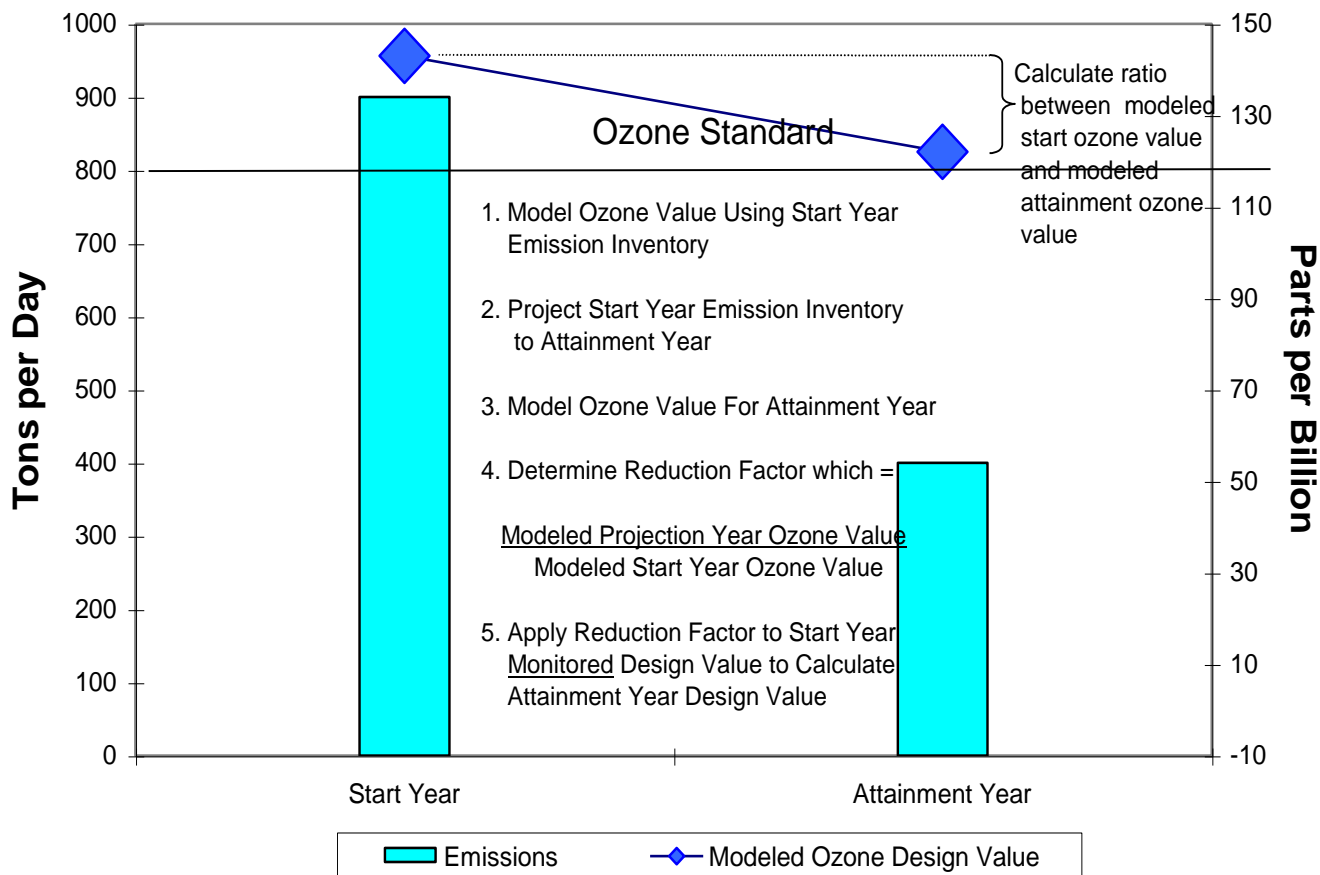 1000
900
800
700
600
500
400
300
200
100
0
Tons per Day
150
130
110
90
70
50
30
10
-10
Parts per Billion
Calculate ratio
between modeled
start ozone value
and modeled
attainment ozone
value
Ozone Standard
1. Model Ozone Value Using Start Year
Emission Inventory
2. Project Start Year Emission Inventory
to Attainment Year
3. Model Ozone Value For Attainment Year
4. Determine Reduction Factor which =
Modeled Projection Year Ozone Value
Modeled Start Year Ozone Value
5. Apply Reduction Factor to Start Year
Monitored Design Value to Calculate
Attainment Year Design Value
Start Year
Attainment Year
Emissions
Modeled Ozone Design Value